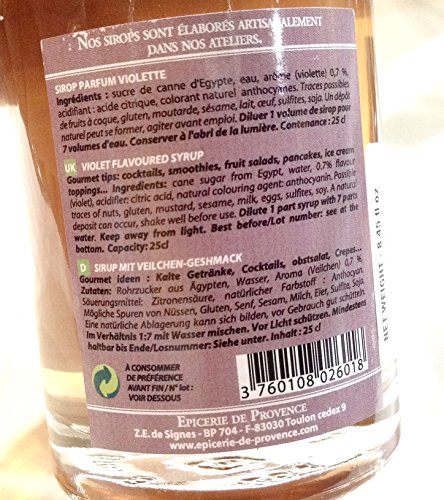 NOS SIROPS SONT ÉLABORÉS ARTISANALEMENT
DANS NOS ATELIERS.
SIROP PARFUM VIOLETTE
Ingrédients : sucre de canne d'Egypte, eau, arôme (violette) 0,7 %,
acidifiant : acide citrique, colorant naturel anthocyanes. Traces possibles
de fruits à coque, gluten, moutarde, sésame, lait, œuf, sulfites, soja. Un dépôt
naturel peut se former, agiter avant emploi. Diluer 1 volume de sirop pour
7 volumes d'eau. Conserver à l'abri de la lumière. Contenance : 25 cl
UK VIOLET FLAVOURED SYRUP
Gourmet tips: cocktails, smoothies, fruit salads, pancakes, ice cream
toppings... Ingredients: cane sugar from Egypt, water, 0.7% flavour
(violet), acidifier: citric acid, natural colouring agent: anthocyanin. Possible
traces of nuts, gluten, mustard, sesame, milk, eggs, sulfites, soy. A natural
deposit can occur, shake well before use. Dilute 1 part syrup with 7 parts
water. Keep away from light. Best before/Lot number: see at the
bottom. Capacity: 25cl
D SIRUP MIT VEILCHEN-GESHMACK
Gourmet ideen : Kalte Getränke, Cocktails, obstsalat, Crepes...
Zutaten: Rohrzucker aus Ägypten, Wasser, Aroma (Veilchen) 0,7 %,
Säuerungsmittel: Zitronensäure, natürlicher Farbstoff : Anthocyan.
Mögliche Spuren von Nüssen, Gluten, Senf, Sesam, Milch, Eier, Sulfite, Soja.
Eine natürliche Ablagerung kann sich bilden, vor Gebrauch gut schütteln.
Im Verhältnis 1:7 mit Wasser mischen. Vor Licht schützen. Mindestens
haltbar bis Ende/Losnummer: Siehe unten. Inhalt : 25 cl
À CONSOMMER
DE PRÉFÉRENCE
AVANT FIN / N° lot :
VOIR DESSOUS
3 760108 026018
EPICERIE DE PROVENCE
Z.E. de Signes - BP 704 - F-83030 Toulon cedex 9
www.epicerie-de-provence.com
NET WEIGHT : 8.45 fl oz